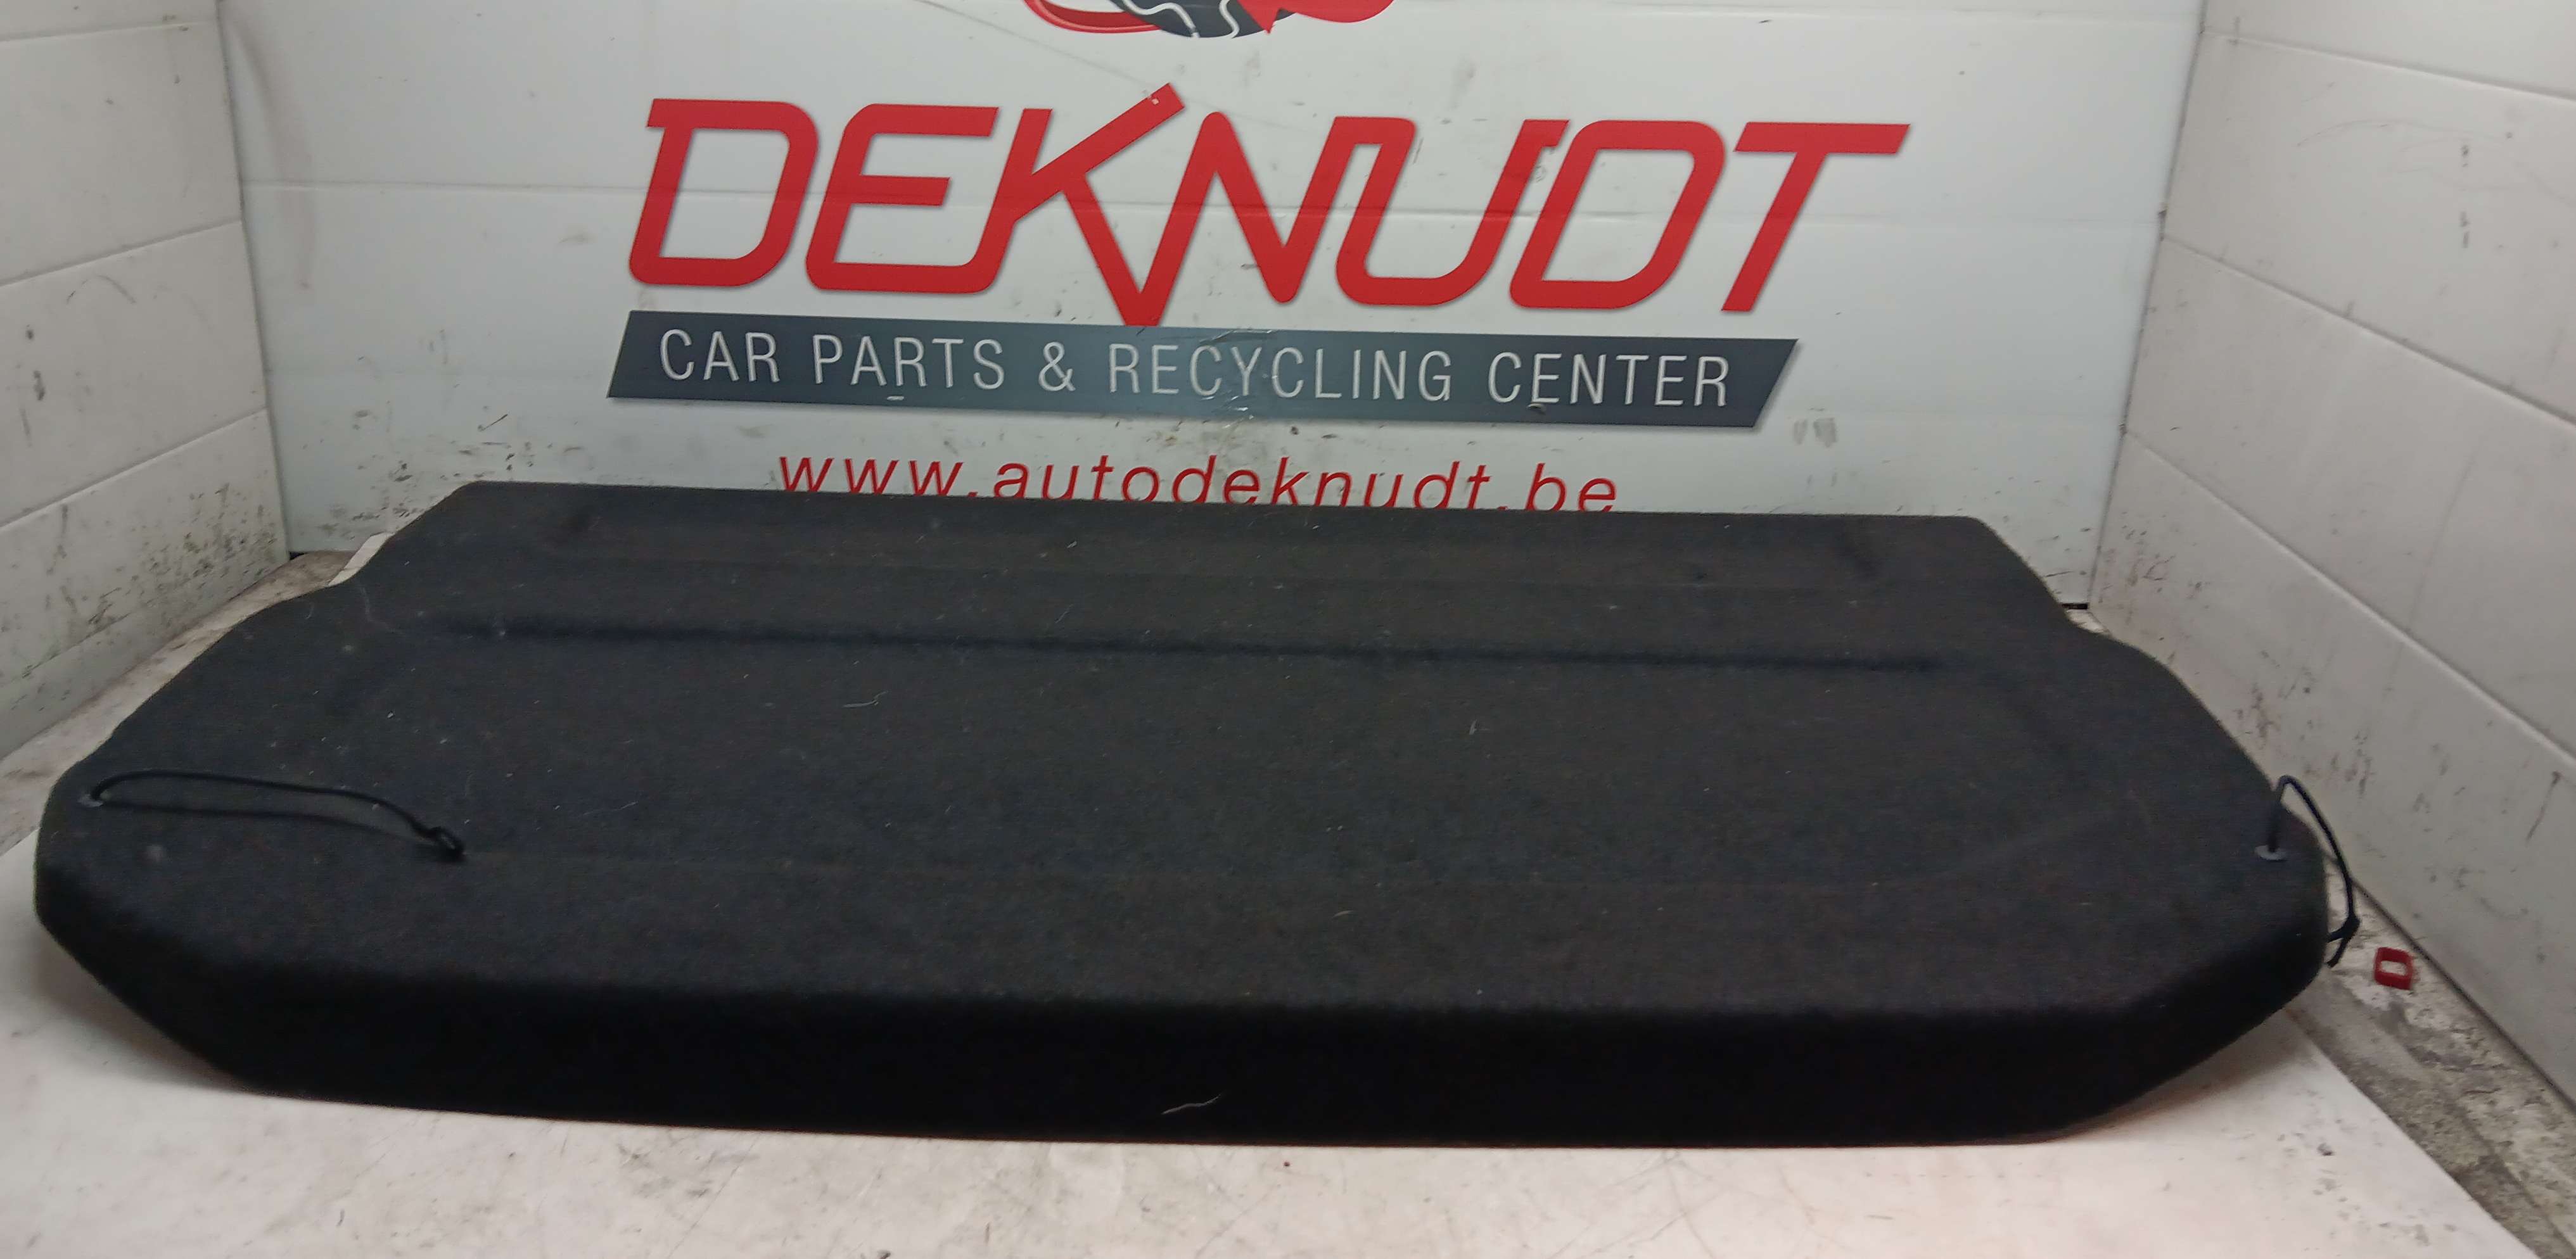 DEKNUDT
CAR PARTS & RECYCLING CENTER
www.autodeknudt.be